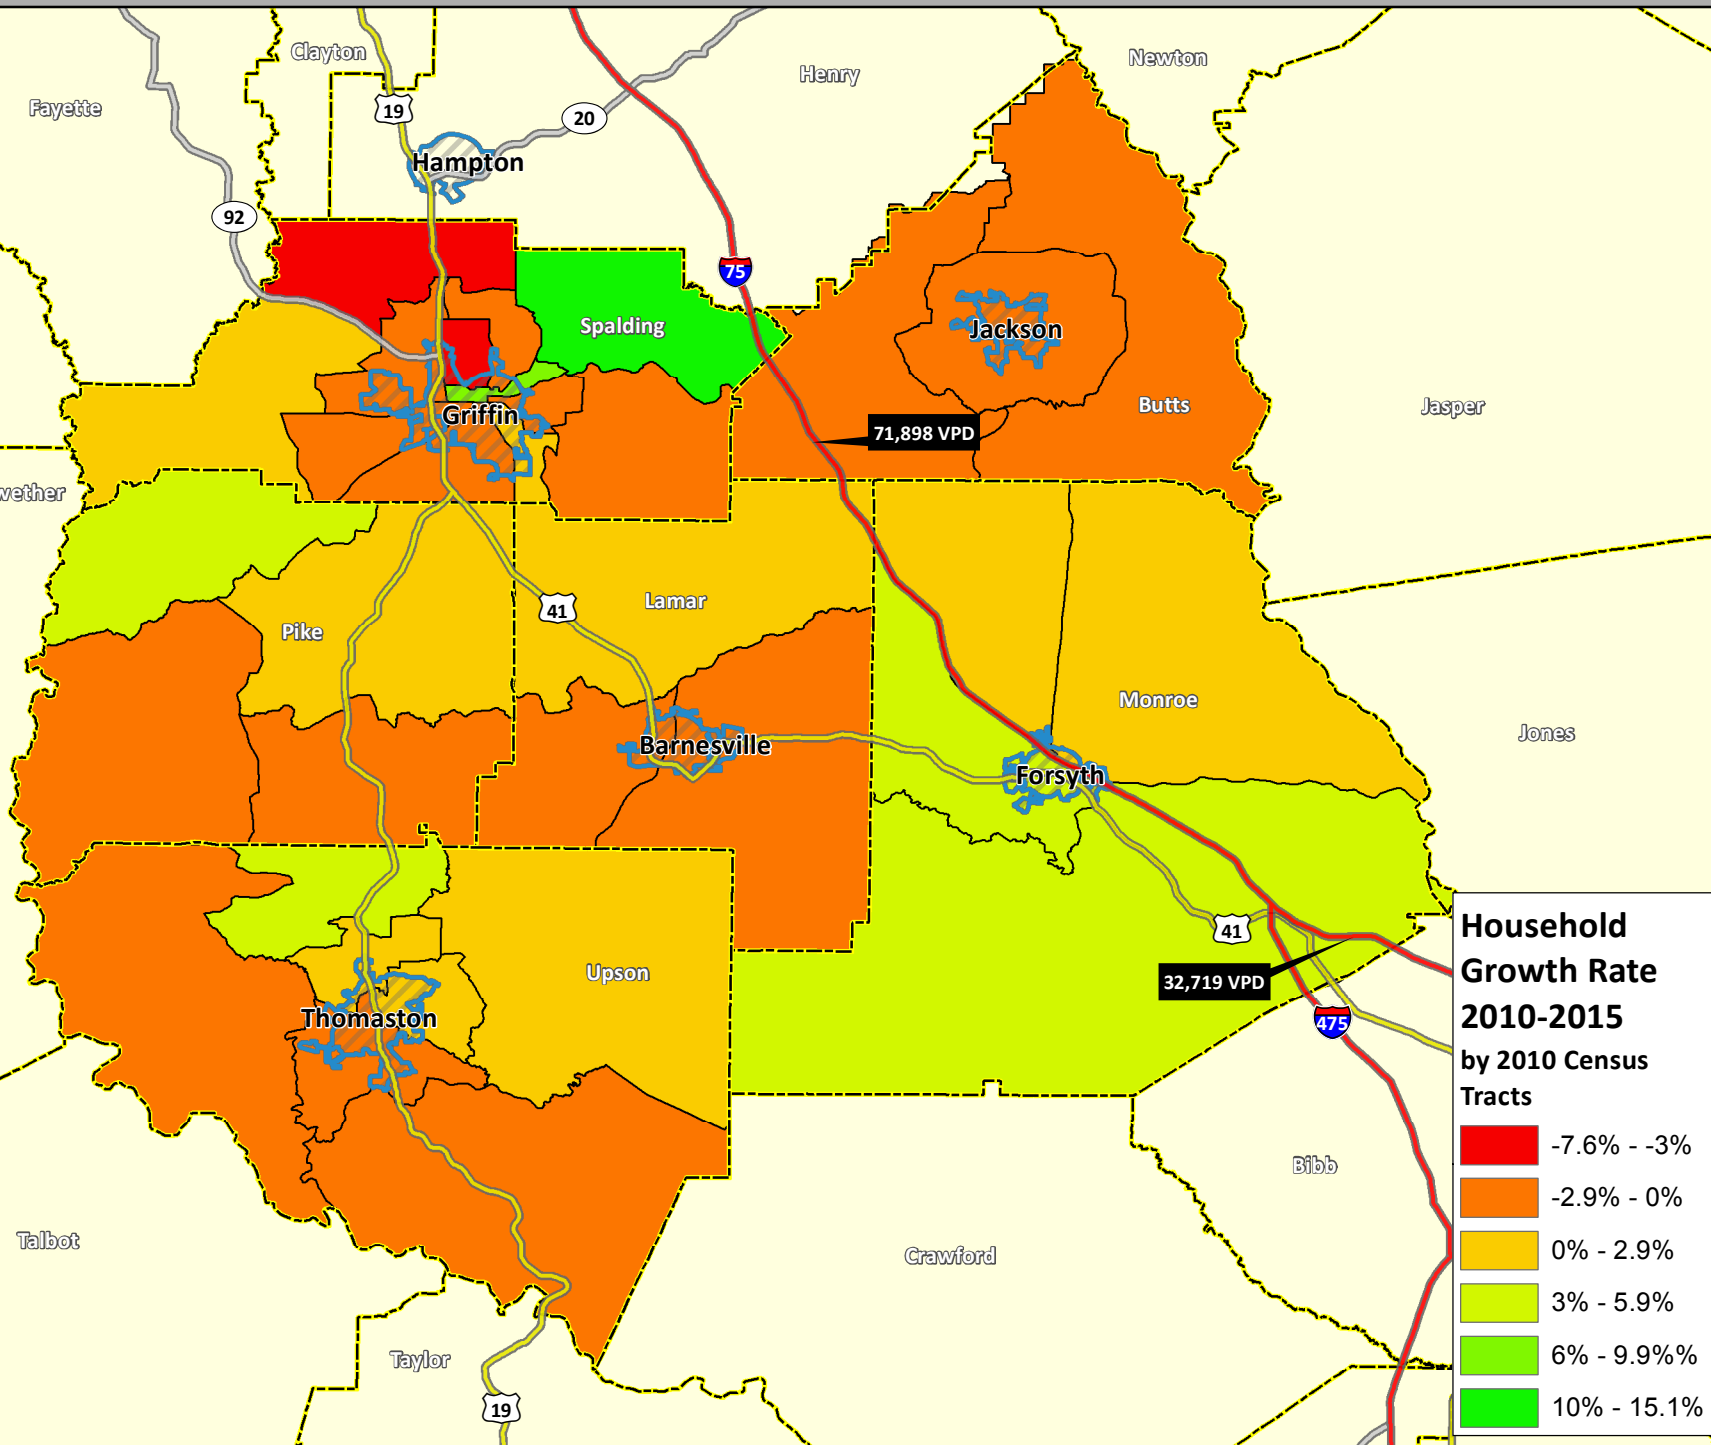 Clayton
Henry
Newton
Fayette
19
20
Hampton
92
75
Spalding
Jackson
Griffin
Butts
Jasper
71,898 VPD
wether
Lamar
41
Pike
Monroe
Jones
Barnesville
Forsyth
41
32,719 VPD
Upson
Thomaston
475
Household
Growth Rate
2010-2015
by 2010 Census
Tracts
-7.6% - -3%
-2.9% - 0%
0% - 2.9%
3% - 5.9%
6% - 9.9%%
10% - 15.1%
Bibb
Talbot
Crawford
Taylor
19